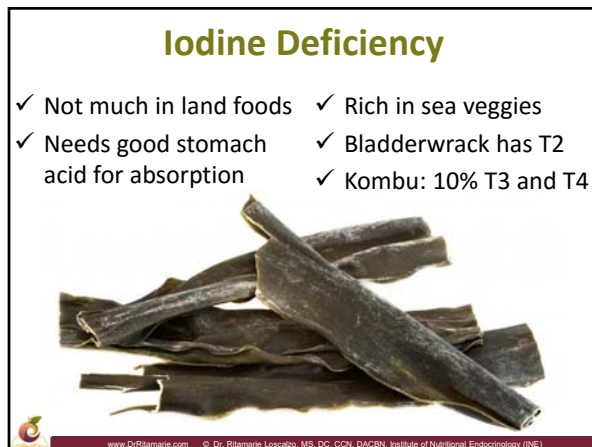 Iodine Deficiency
✓ Not much in land foods
✓ Needs good stomach
acid for absorption
✓ Rich in sea veggies
✓ Bladderwrack has T2
✓ Kombu: 10% T3 and T4
www.DrRitamarie.com © Dr. Ritamarie Loscalzo, MS, DC, CCN, DACBN, Institute of Nutritional Endocrinology (INE)